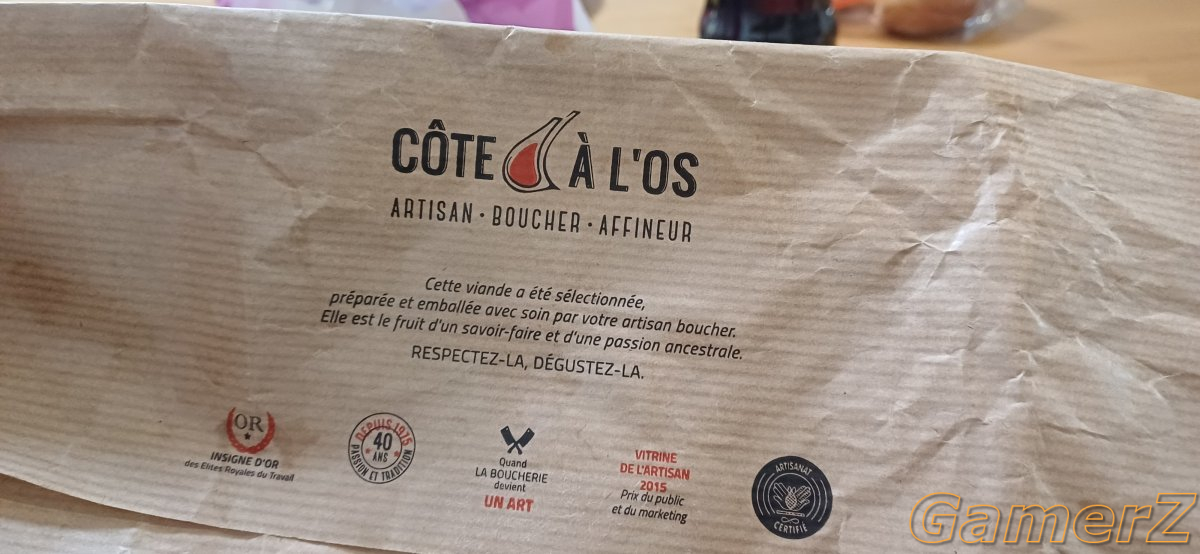 CÔTE À L'OS
ARTISAN · BOUCHER · AFFINEUR
Cette viande a été sélectionnée,
préparée et emballée avec soin par votre artisan boucher.
Elle est le fruit d'un savoir-faire et d'une passion ancestrale.
RESPECTEZ-LA, DÉGUSTEZ-LA.
OR
INSIGNE D'OR
des Elites Royales du Travail
DEPUIS 1975
40
ANS
PASSION ET TRADITION
Quand
LA BOUCHERIE
devient
UN ART
VITRINE
DE L'ARTISAN
2015
Prix du public
et du marketing
ARTISANAT
CERTIFIÉ
GamerZ